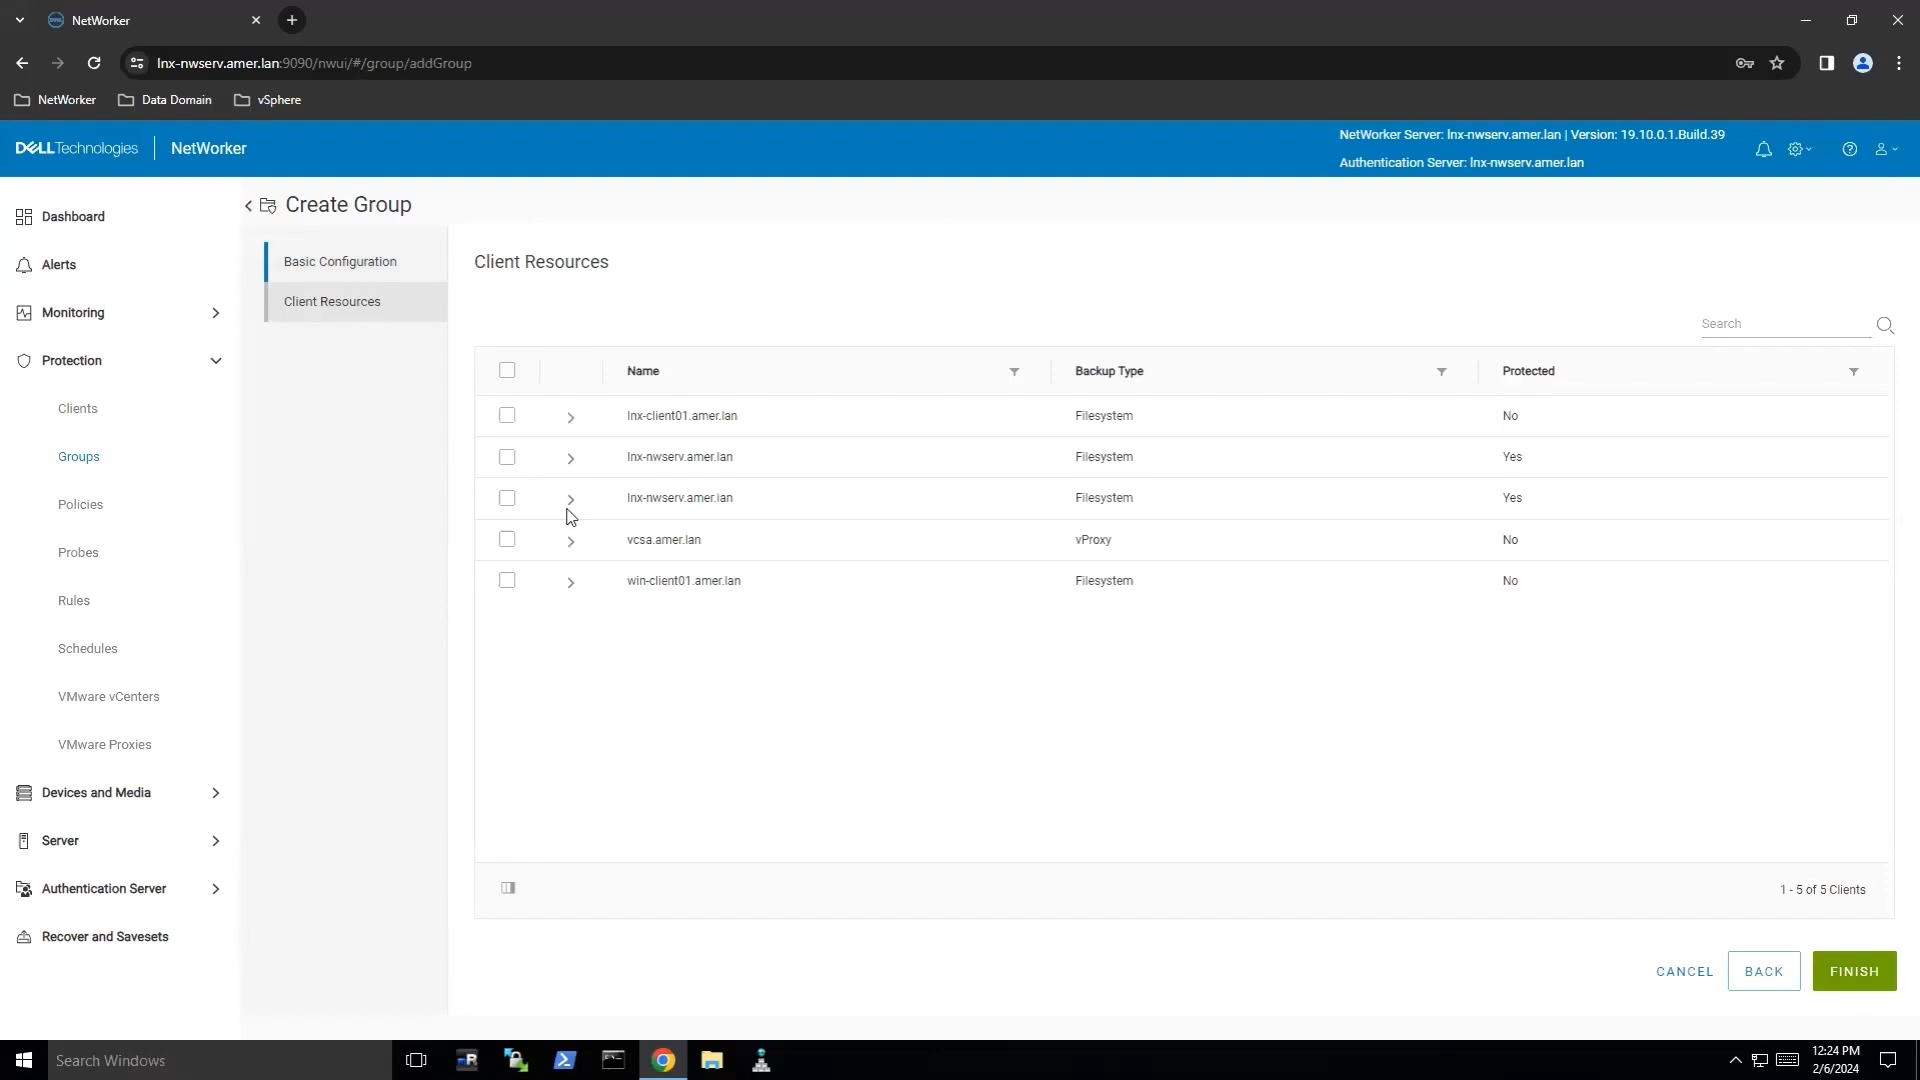 NetWorker
lnx-nwserv.amer.lan:9090/nwui/#/group/addGroup
NetWorker
Data Domain
vSphere
DELLTechnologies
NetWorker
NetWorker Server: lnx-nwserv.amer.lan | Version: 19.10.0.1.Build.39
Authentication Server: lnx-nwserv.amer.lan
Dashboard
Alerts
Monitoring
Protection
Clients
Groups
Policies
Probes
Rules
Schedules
VMware vCenters
VMware Proxies
Devices and Media
Server
Authentication Server
Recover and Savesets
Create Group
Basic Configuration
Client Resources
Client Resources
Search
Name Backup Type Protected
lnx-client01.amer.lan Filesystem No
lnx-nwserv.amer.lan Filesystem Yes
lnx-nwserv.amer.lan Filesystem Yes
vcsa.amer.lan vProxy No
win-client01.amer.lan Filesystem No
1 - 5 of 5 Clients
CANCEL
BACK
FINISH
Search Windows
12:24 PM
2/6/2024